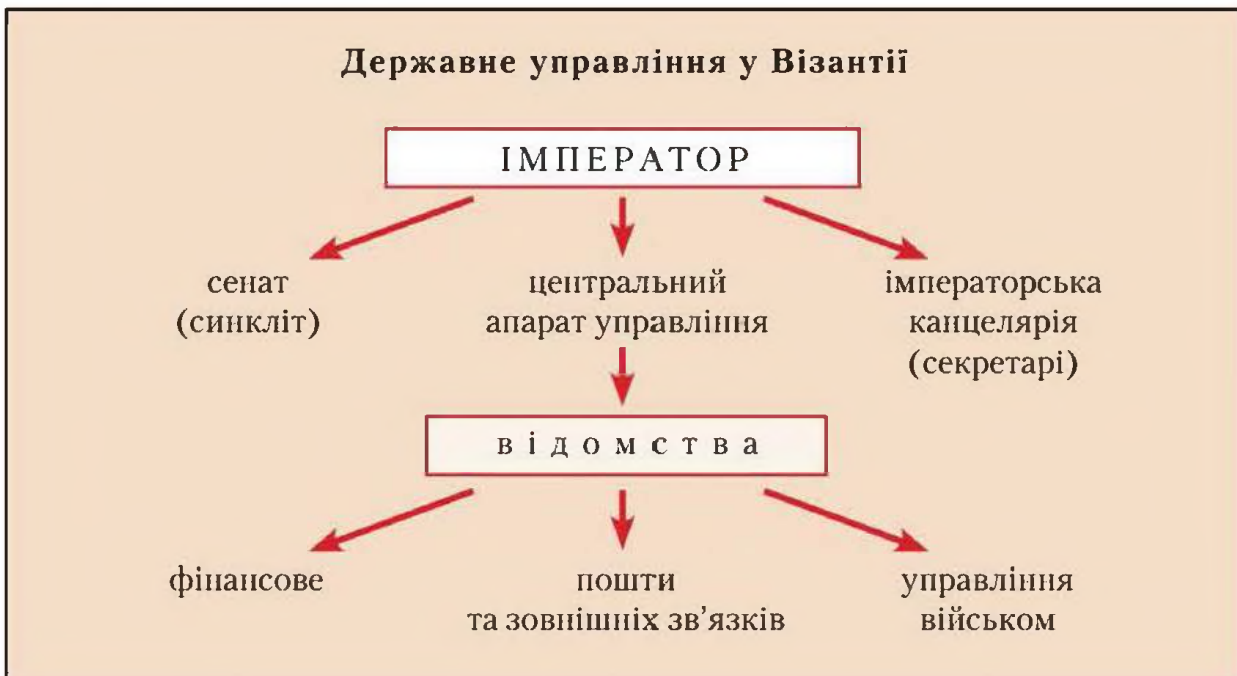 Державне управління у Візантії
ІМПЕРАТОР
сенат
(синкліт)
центральний
апарат управління
імператорська
канцелярія
(секретарі)
відомства
фінансове
пошти
та зовнішніх зв'язків
управління
військом